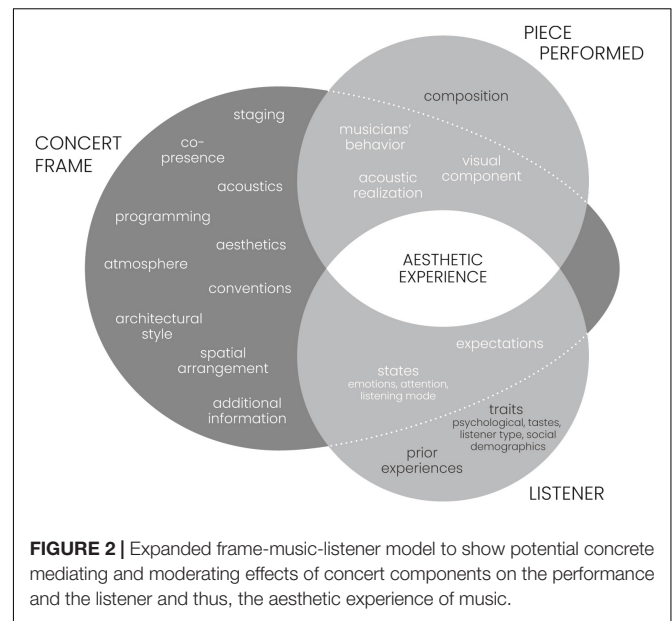 PIECE
PERFORMED
CONCERT
FRAME
staging
co-
presence
acoustics
programming
aesthetics
atmosphere
conventions
architectural
style
spatial
arrangement
additional
information
composition
musicians’
behavior
visual
component
acoustic
realization
AESTHETIC
EXPERIENCE
expectations
states
emotions, attention,
listening mode
traits
psychological, tastes,
listener type, social
demographics
prior
experiences
LISTENER
FIGURE 2 | Expanded frame-music-listener model to show potential concrete
mediating and moderating effects of concert components on the performance
and the listener and thus, the aesthetic experience of music.